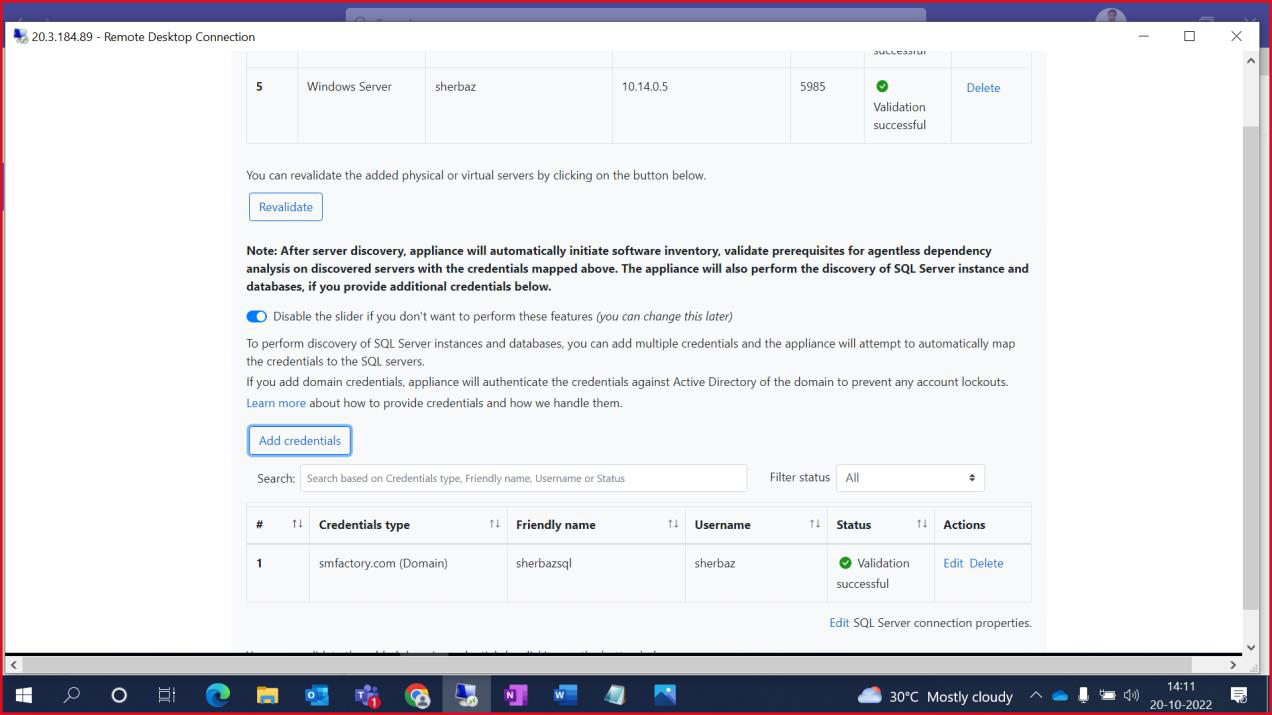 20.3.184.89 - Remote Desktop Connection
successful
5 Windows Server sherbaz 10.14.0.5 5985 Validation successful Delete
You can revalidate the added physical or virtual servers by clicking on the button below.
Revalidate
Note: After server discovery, appliance will automatically initiate software inventory, validate prerequisites for agentless dependency
analysis on discovered servers with the credentials mapped above. The appliance will also perform the discovery of SQL Server instance and
databases, if you provide additional credentials below.
Disable the slider if you don't want to perform these features (you can change this later)
To perform discovery of SQL Server instances and databases, you can add multiple credentials and the appliance will attempt to automatically map
the credentials to the SQL servers.
If you add domain credentials, appliance will authenticate the credentials against Active Directory of the domain to prevent any account lockouts.
Learn more about how to provide credentials and how we handle them.
Add credentials
Search: Search based on Credentials type, Friendly name, Username or Status Filter status All
# Credentials type Friendly name Username Status Actions
1 smfactory.com (Domain) sherbazsql sherbaz Validation successful Edit Delete
Edit SQL Server connection properties.
1
30°C Mostly cloudy
14:11
20-10-2022